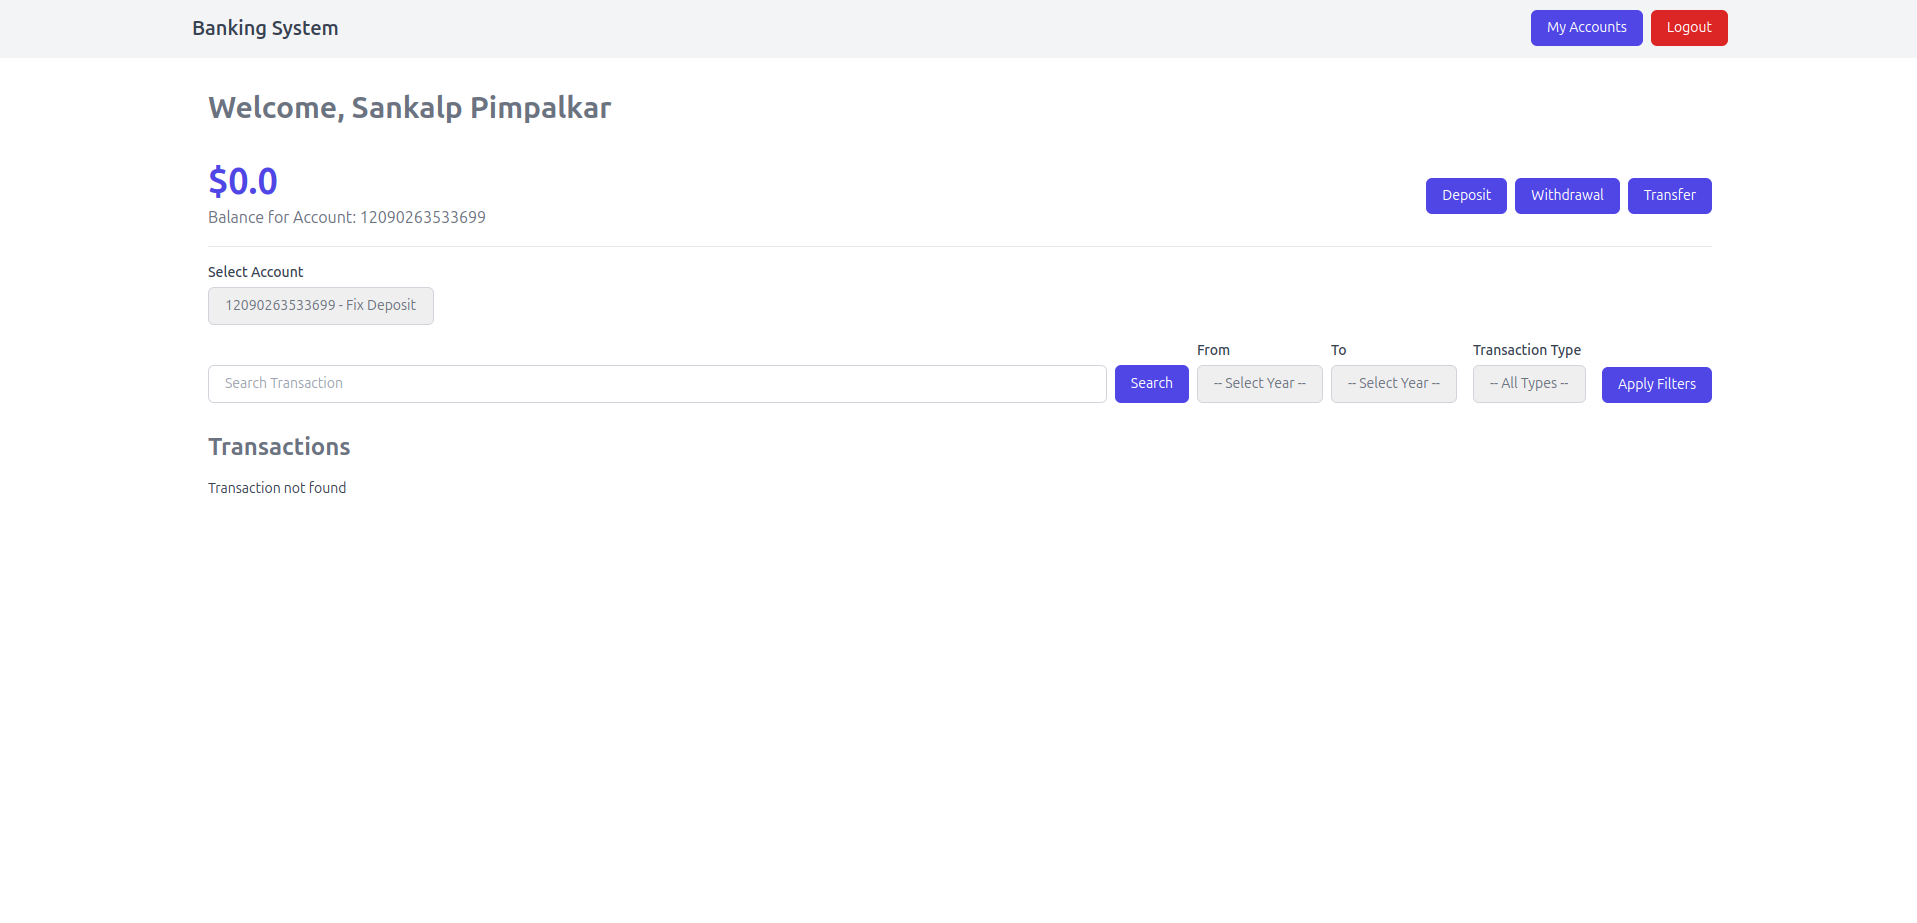 Banking System
My Accounts
Logout
Welcome, Sankalp Pimpalkar
$0.0
Balance for Account: 12090263533699
Deposit
Withdrawal
Transfer
Select Account
12090263533699 - Fix Deposit
From
To
Transaction Type
Search Transaction
Search
-- Select Year --
-- Select Year --
-- All Types --
Apply Filters
Transactions
Transaction not found